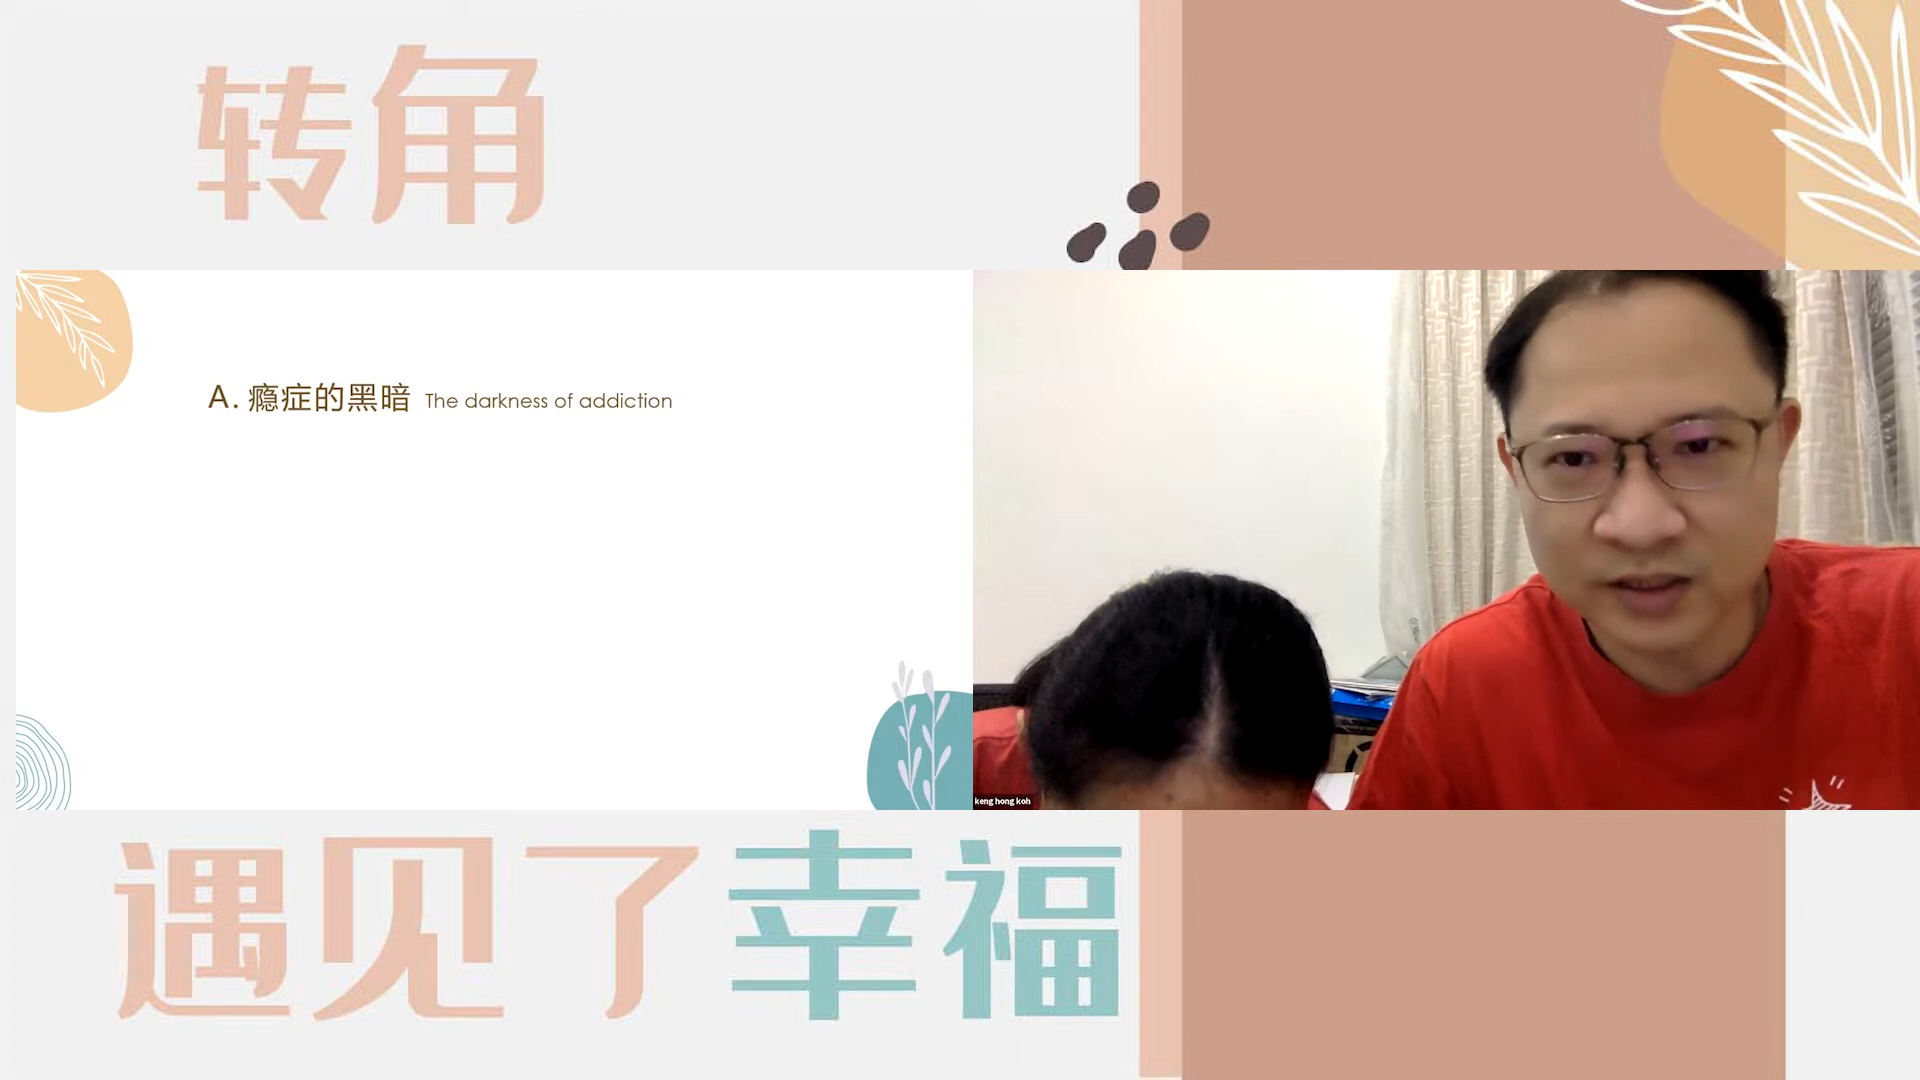 转角
A. 瘾症的黑暗 The darkness of addiction
keng hong koh
遇见了幸福